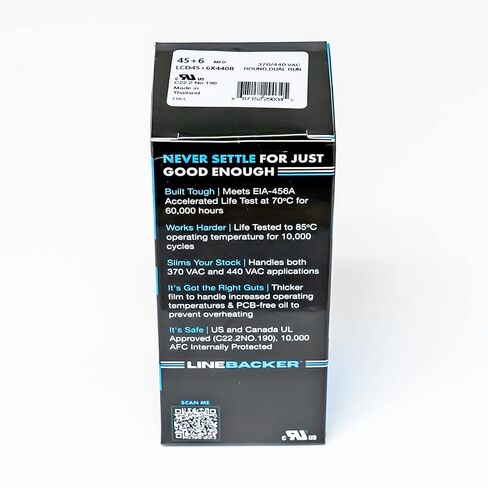 45+6 MFD 370/440 VAC
LCD45+6X440R ROUND, DUAL RUN
c US
C22.2 No.190
Made in
Thailand
NEVER SETTLE FOR JUST
GOOD ENOUGH
Built Tough | Meets EIA-456A
Accelerated Life Test at 70ºC for
60,000 hours
Works Harder | Life Tested to 85ºC
operating temperature for 10,000
cycles
Slims Your Stock | Handles both
370 VAC and 440 VAC applications
It's Got the Right Guts | Thicker
film to handle increased operating
temperatures & PCB-free oil to
prevent overheating
It's Safe | US and Canada UL
Approved (C22.2NO.190), 10,000
AFC Internally Protected
LINEBACKER
SCAN ME
c US